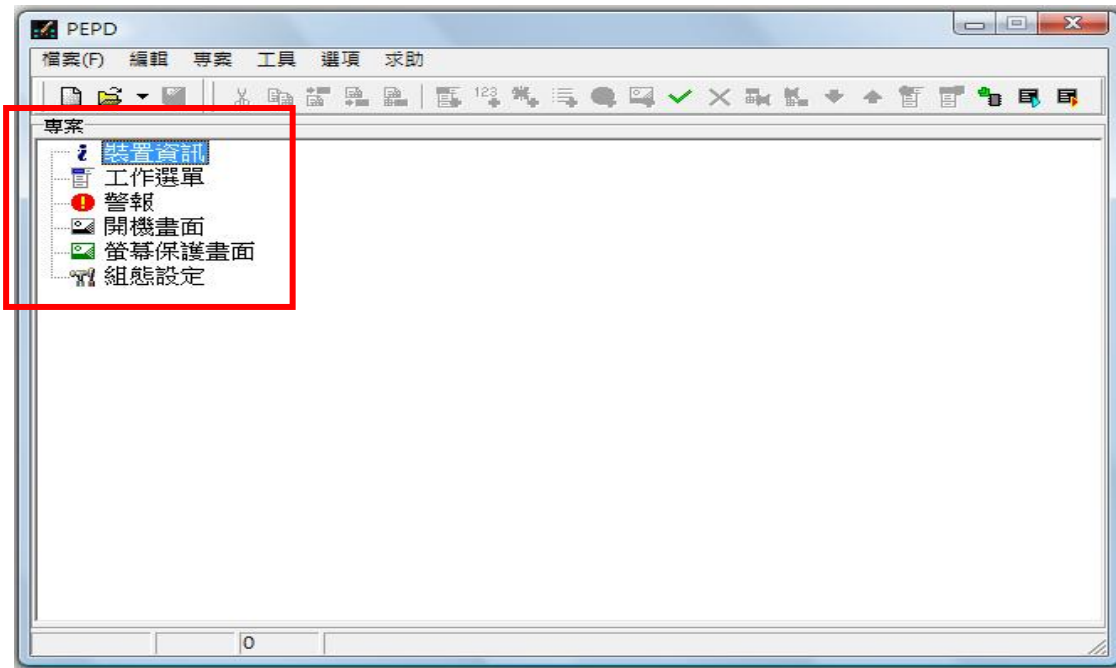 PEPD
檔案(F) 編輯 專案 工具 選項 求助
123
專案
裝置資訊
工作選單
警報
開機畫面
螢幕保護畫面
組態設定
0